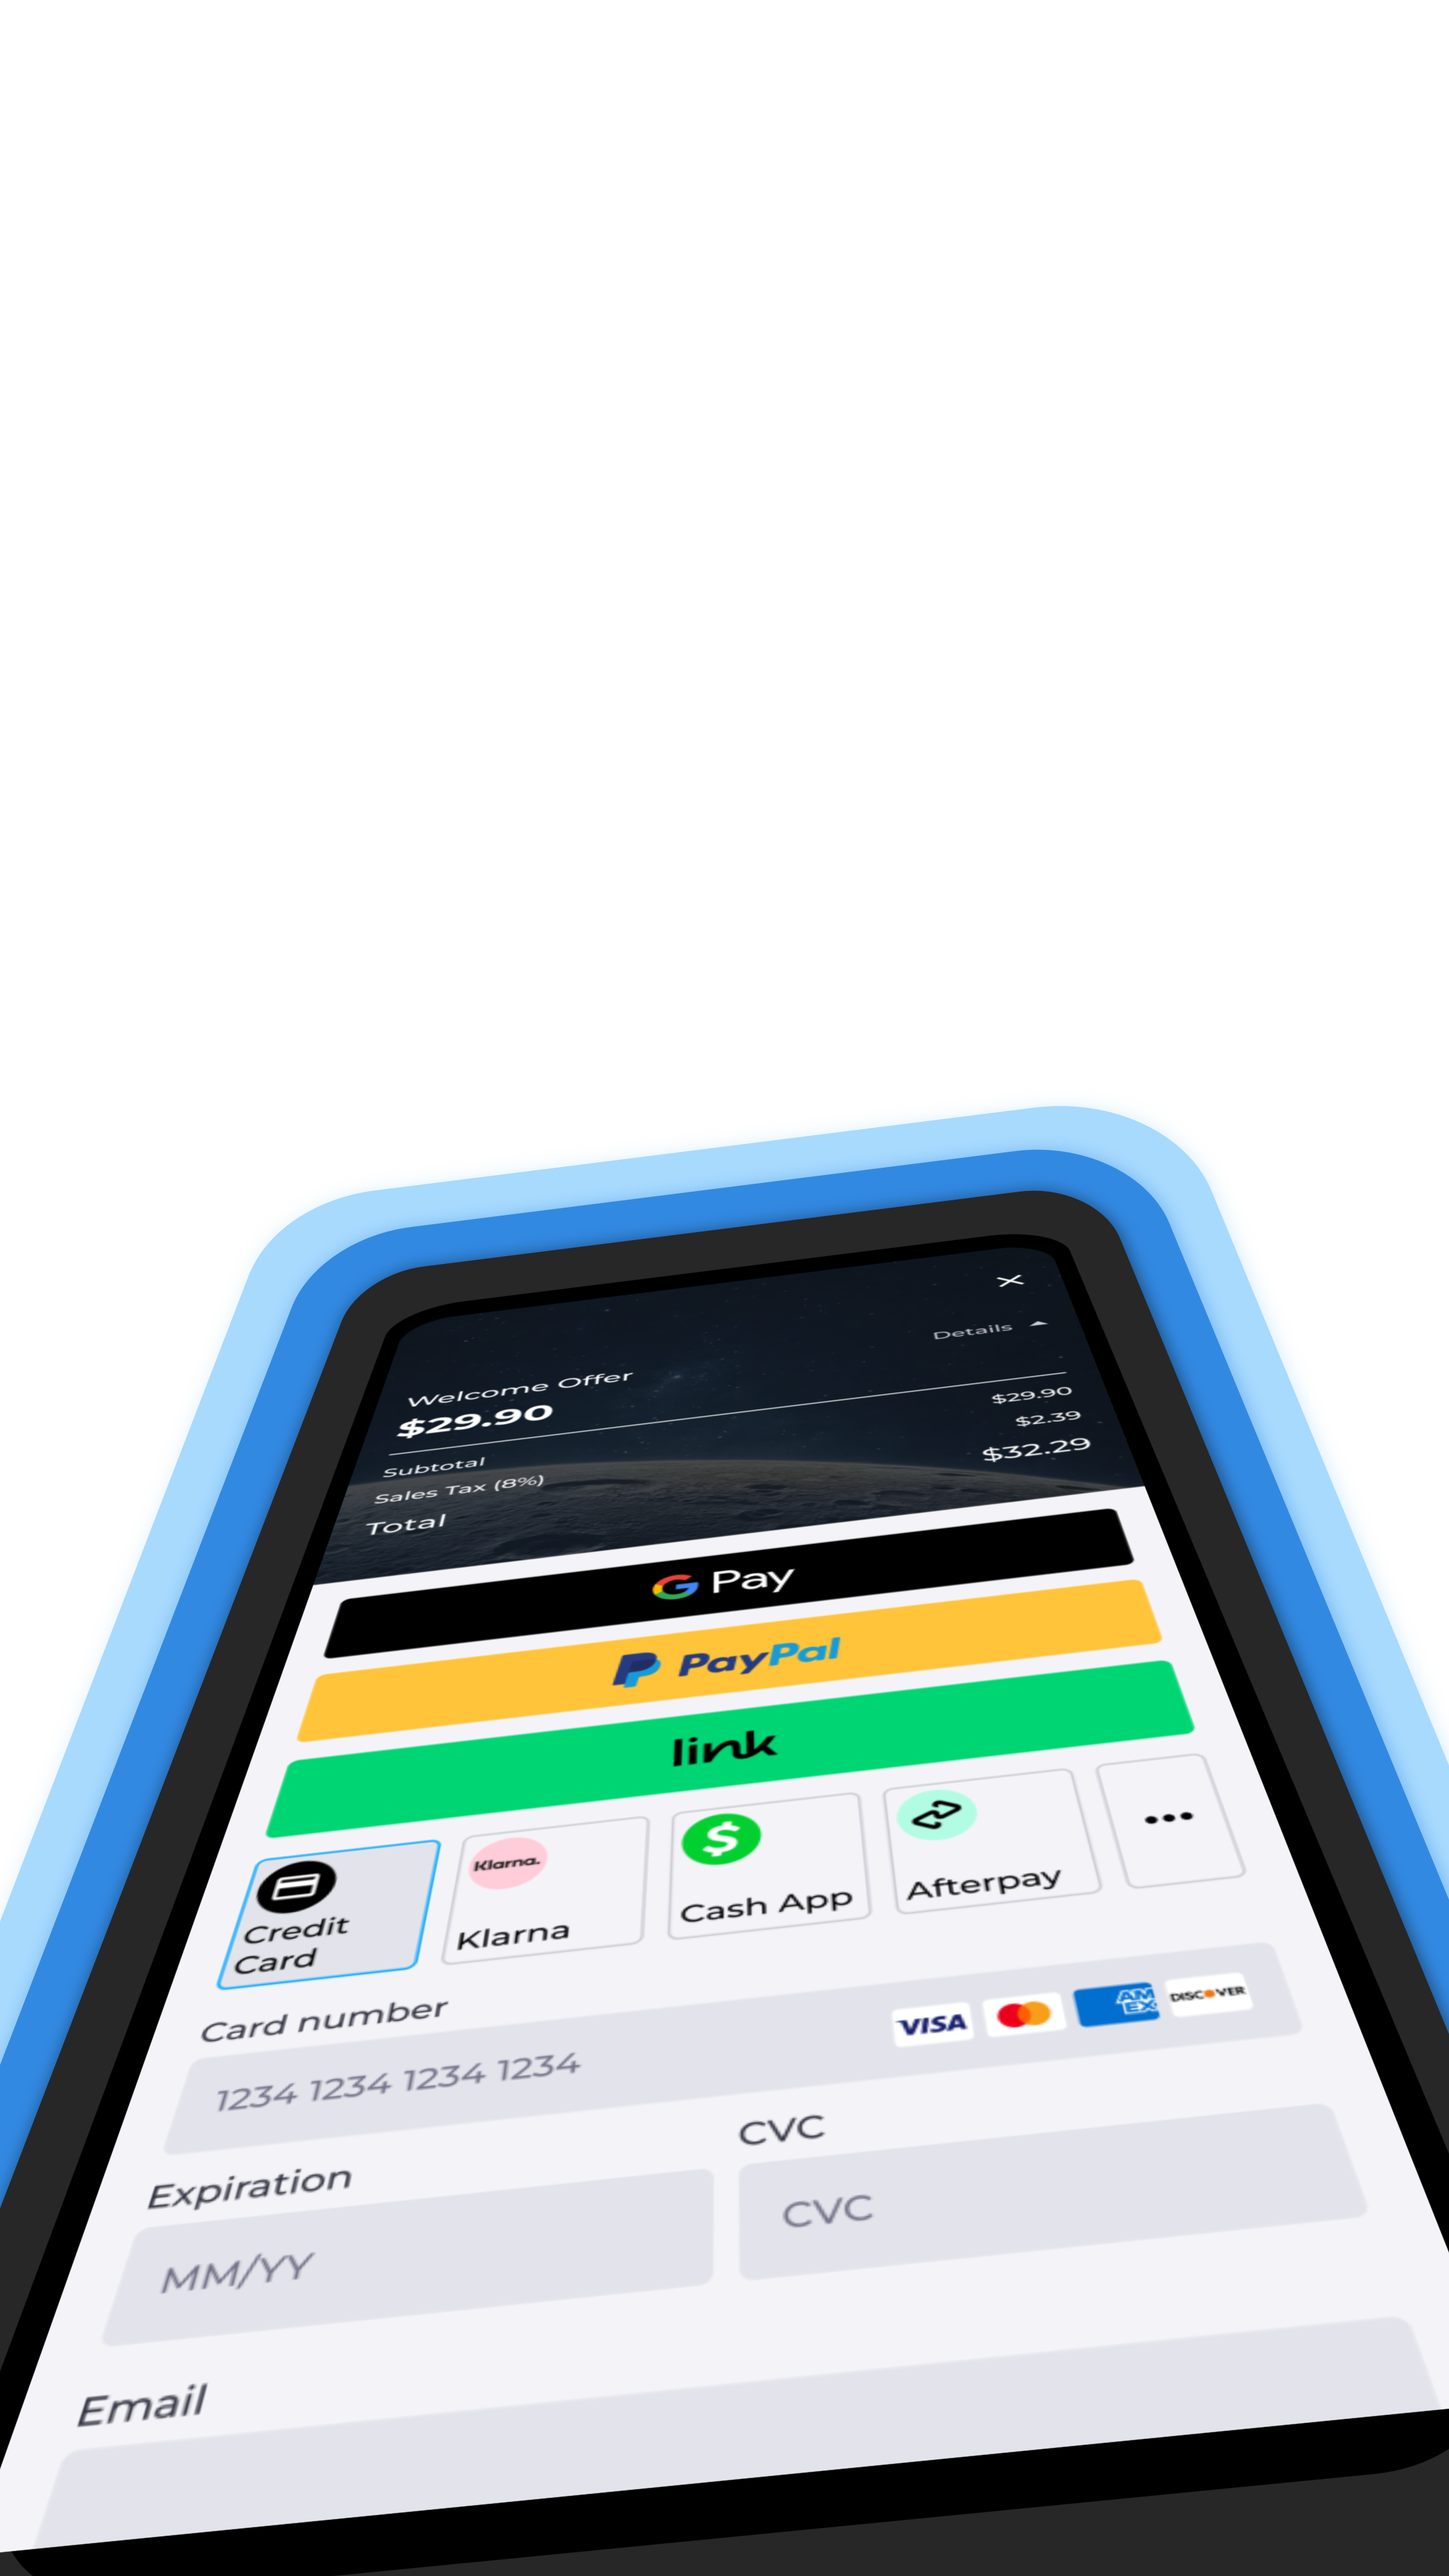 Details
Welcome Offer
$29.90
Subtotal $29.90
Sales Tax (8%) $2.39
Total $32.29
G Pay
PayPal
link
Credit
Card
Klarna.
Klarna
Cash App
Afterpay
Card number
1234 1234 1234 1234
VISA
AM
EX
DISCOVER
Expiration
MM/YY
CVC
CVC
Email